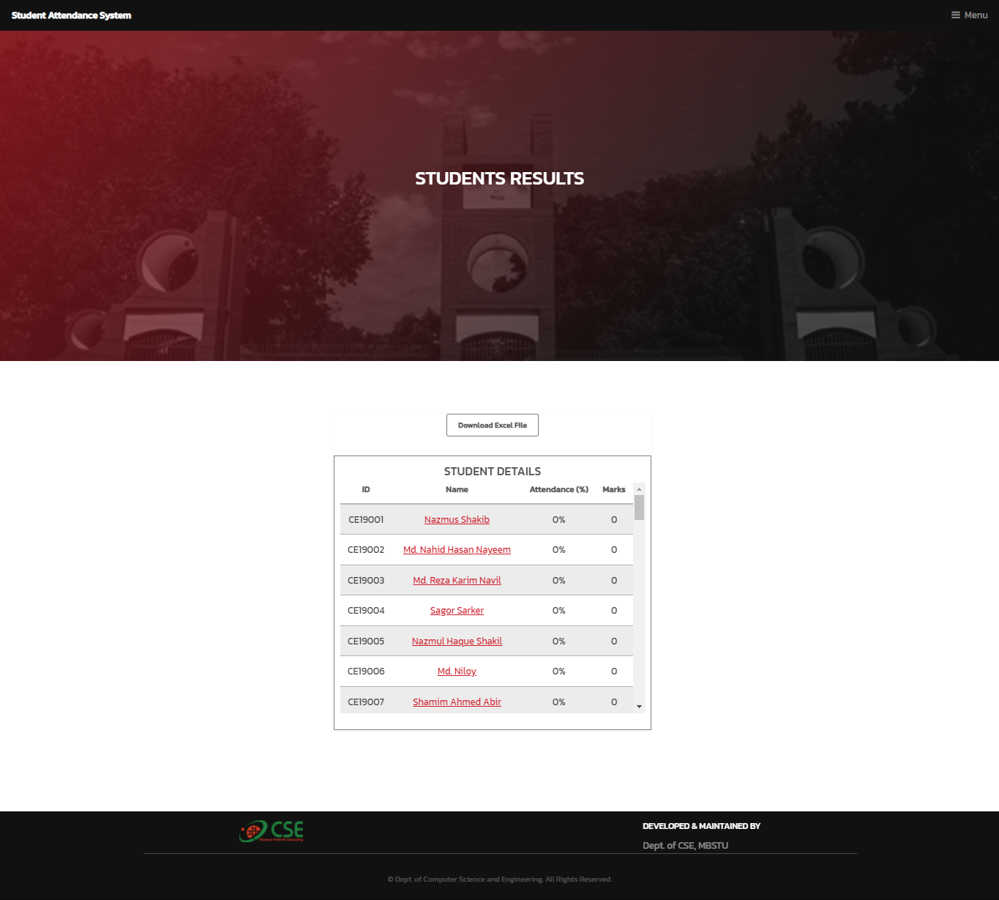 Student Attendance System
Menu
STUDENTS RESULTS
Download Excel File
STUDENT DETAILS
ID Name Attendance (%) Marks
CE19001 Nazmus Shakib 0% 0
CE19002 Md. Nahid Hasan Nayeem 0% 0
CE19003 Md. Reza Karim Navil 0% 0
CE19004 Sagor Sarker 0% 0
CE19005 Nazmul Haque Shakil 0% 0
CE19006 Md. Niloy 0% 0
CE19007 Shamim Ahmed Abir 0% 0
CSE
DEVELOPED & MAINTAINED BY
Dept. of CSE, MBSTU
© Dept. of Computer Science and Engineering. All Rights Reserved.